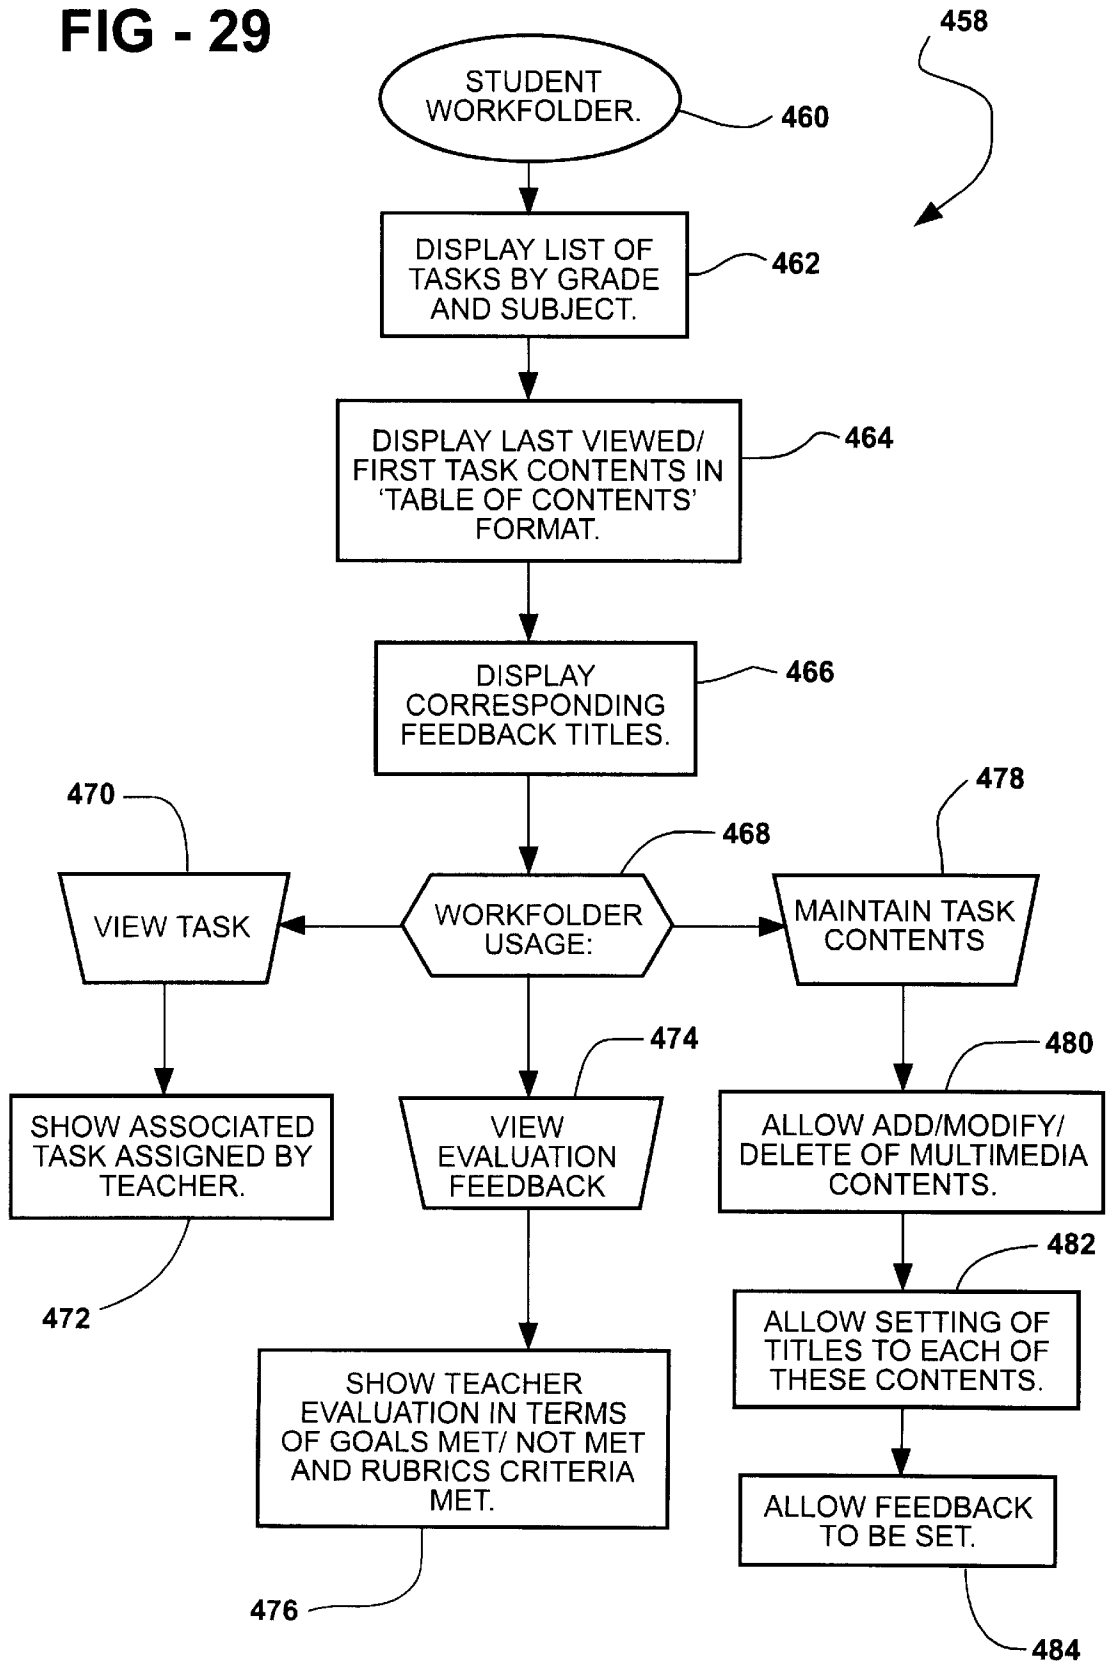 FIG - 29
458
STUDENT
WORKFOLDER.
460
DISPLAY LIST OF
TASKS BY GRADE
AND SUBJECT.
462
DISPLAY LAST VIEWED/
FIRST TASK CONTENTS IN
‘TABLE OF CONTENTS’
FORMAT.
464
DISPLAY
CORRESPONDING
FEEDBACK TITLES.
466
470
468
478
VIEW TASK
WORKFOLDER
USAGE:
MAINTAIN TASK
CONTENTS
474
480
SHOW ASSOCIATED
TASK ASSIGNED BY
TEACHER.
472
VIEW
EVALUATION
FEEDBACK
ALLOW ADD/MODIFY/
DELETE OF MULTIMEDIA
CONTENTS.
482
ALLOW SETTING OF
TITLES TO EACH OF
THESE CONTENTS.
SHOW TEACHER
EVALUATION IN TERMS
OF GOALS MET/ NOT MET
AND RUBRICS CRITERIA
MET.
476
ALLOW FEEDBACK
TO BE SET.
484